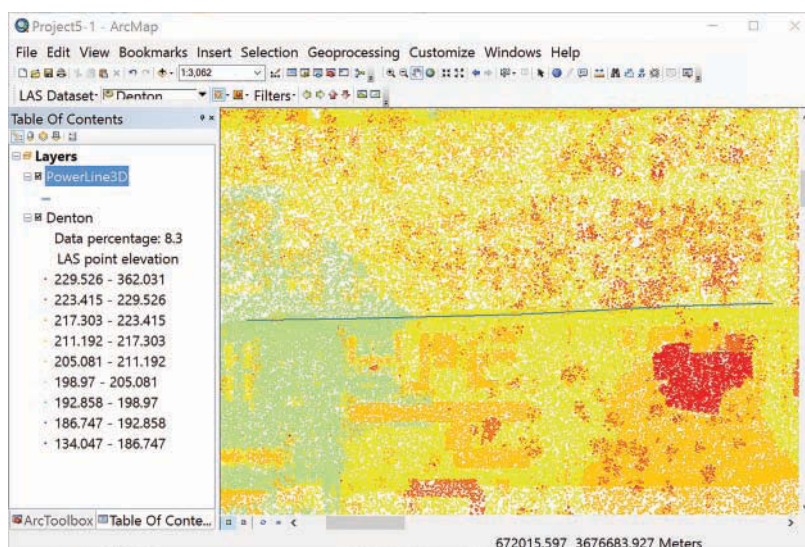 Project5-1 - ArcMap
File Edit View Bookmarks Insert Selection Geoprocessing Customize Windows Help
1:3,062
LAS Dataset Denton Filters
Table Of Contents
Layers
PowerLine3D
Denton
Data percentage: 8.3
LAS point elevation
229.526 - 362.031
223.415 - 229.526
217.303 - 223.415
211.192 - 217.303
205.081 - 211.192
198.97 - 205.081
192.858 - 198.97
186.747 - 192.858
134.047 - 186.747
ArcToolbox Table Of Conte...
672015.597 3676683.927 Meters